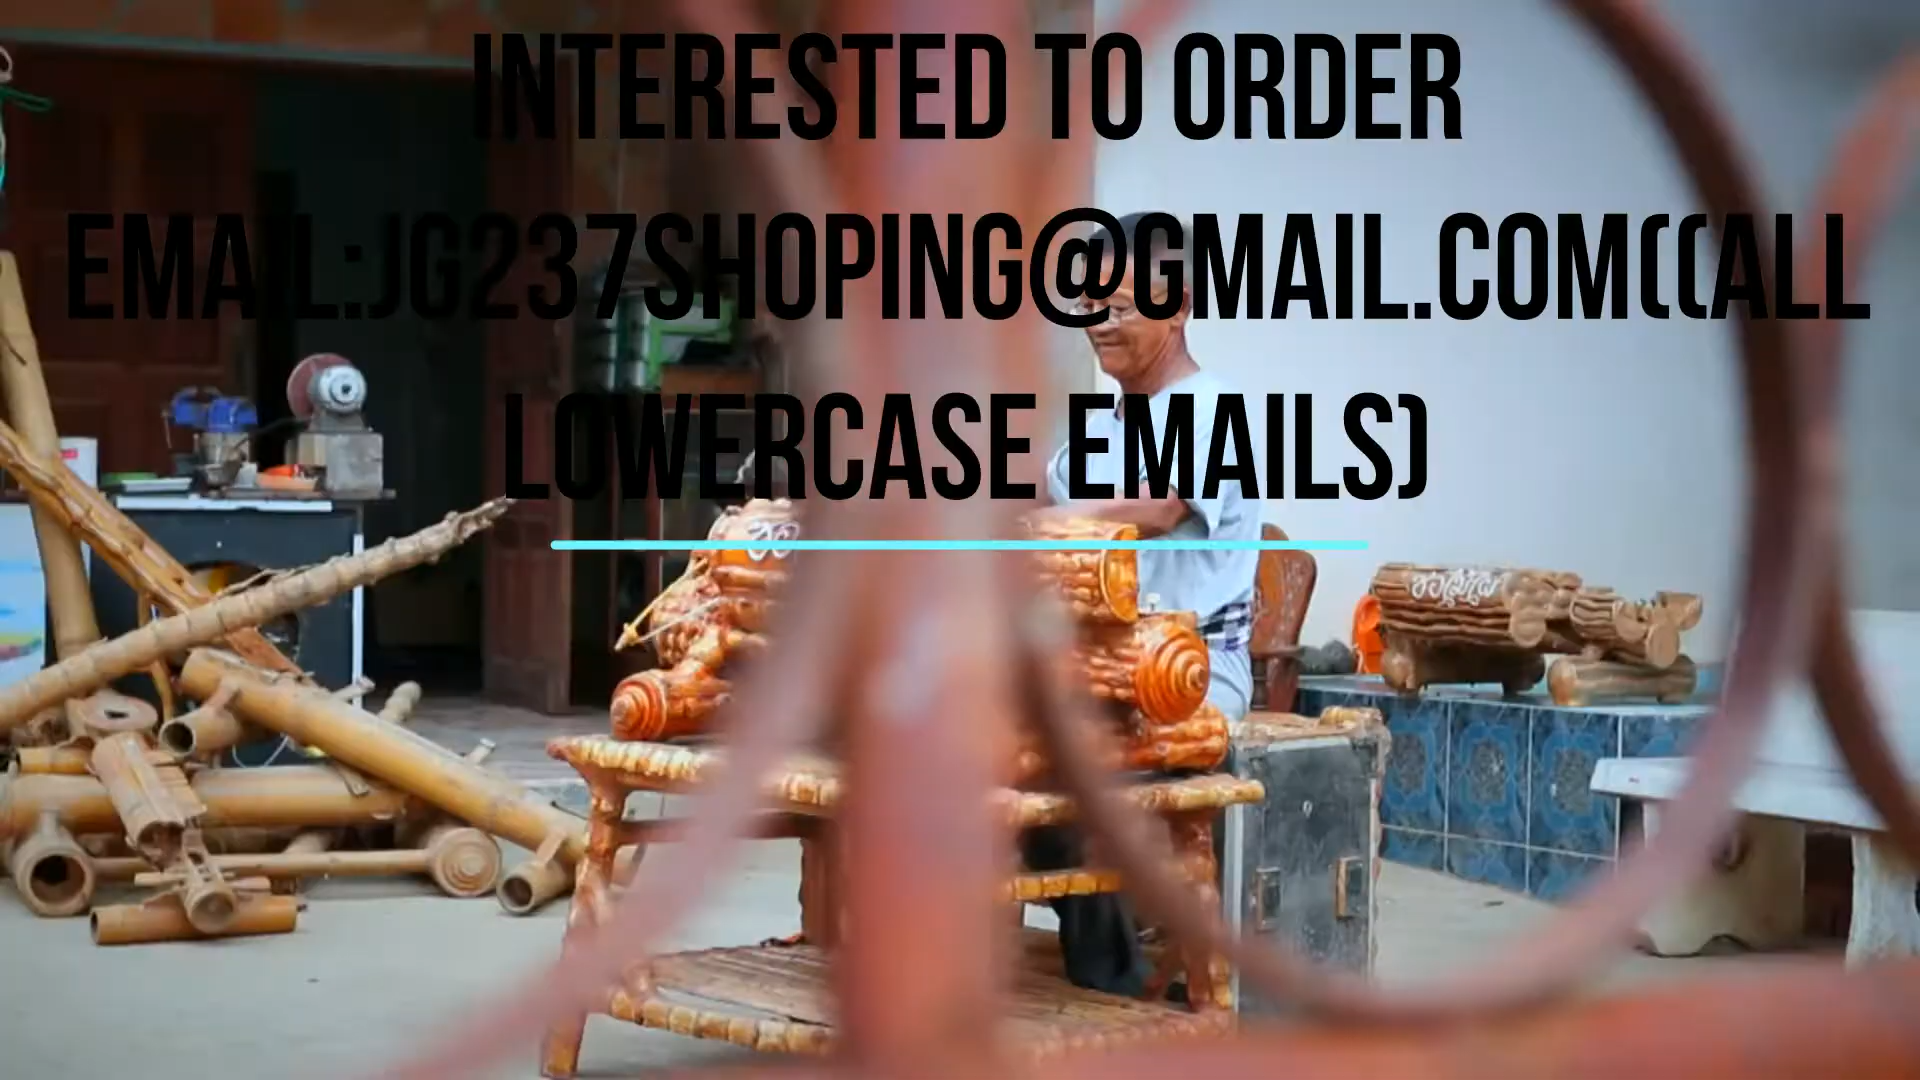 INTERESTED TO ORDER
EMAIL:JG237SHOPING@GMAIL.COM((ALL
LOWERCASE EMAILS)